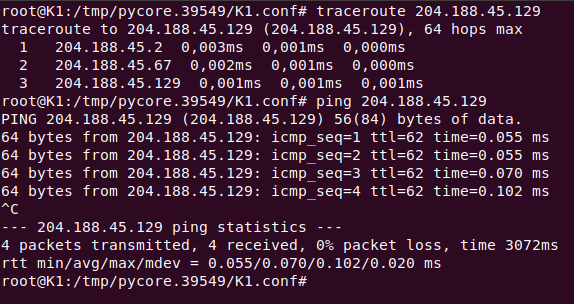 root@K1:/tmp/pycore.39549/K1.conf# traceroute 204.188.45.129
traceroute to 204.188.45.129 (204.188.45.129), 64 hops max
  1   204.188.45.2  0,003ms  0,001ms  0,000ms
  2   204.188.45.67  0,002ms  0,001ms  0,000ms
  3   204.188.45.129  0,001ms  0,001ms  0,001ms
root@K1:/tmp/pycore.39549/K1.conf# ping 204.188.45.129
PING 204.188.45.129 (204.188.45.129) 56(84) bytes of data.
64 bytes from 204.188.45.129: icmp_seq=1 ttl=62 time=0.055 ms
64 bytes from 204.188.45.129: icmp_seq=2 ttl=62 time=0.055 ms
64 bytes from 204.188.45.129: icmp_seq=3 ttl=62 time=0.070 ms
64 bytes from 204.188.45.129: icmp_seq=4 ttl=62 time=0.102 ms
^C
--- 204.188.45.129 ping statistics ---
4 packets transmitted, 4 received, 0% packet loss, time 3072ms
rtt min/avg/max/mdev = 0.055/0.070/0.102/0.020 ms
root@K1:/tmp/pycore.39549/K1.conf#